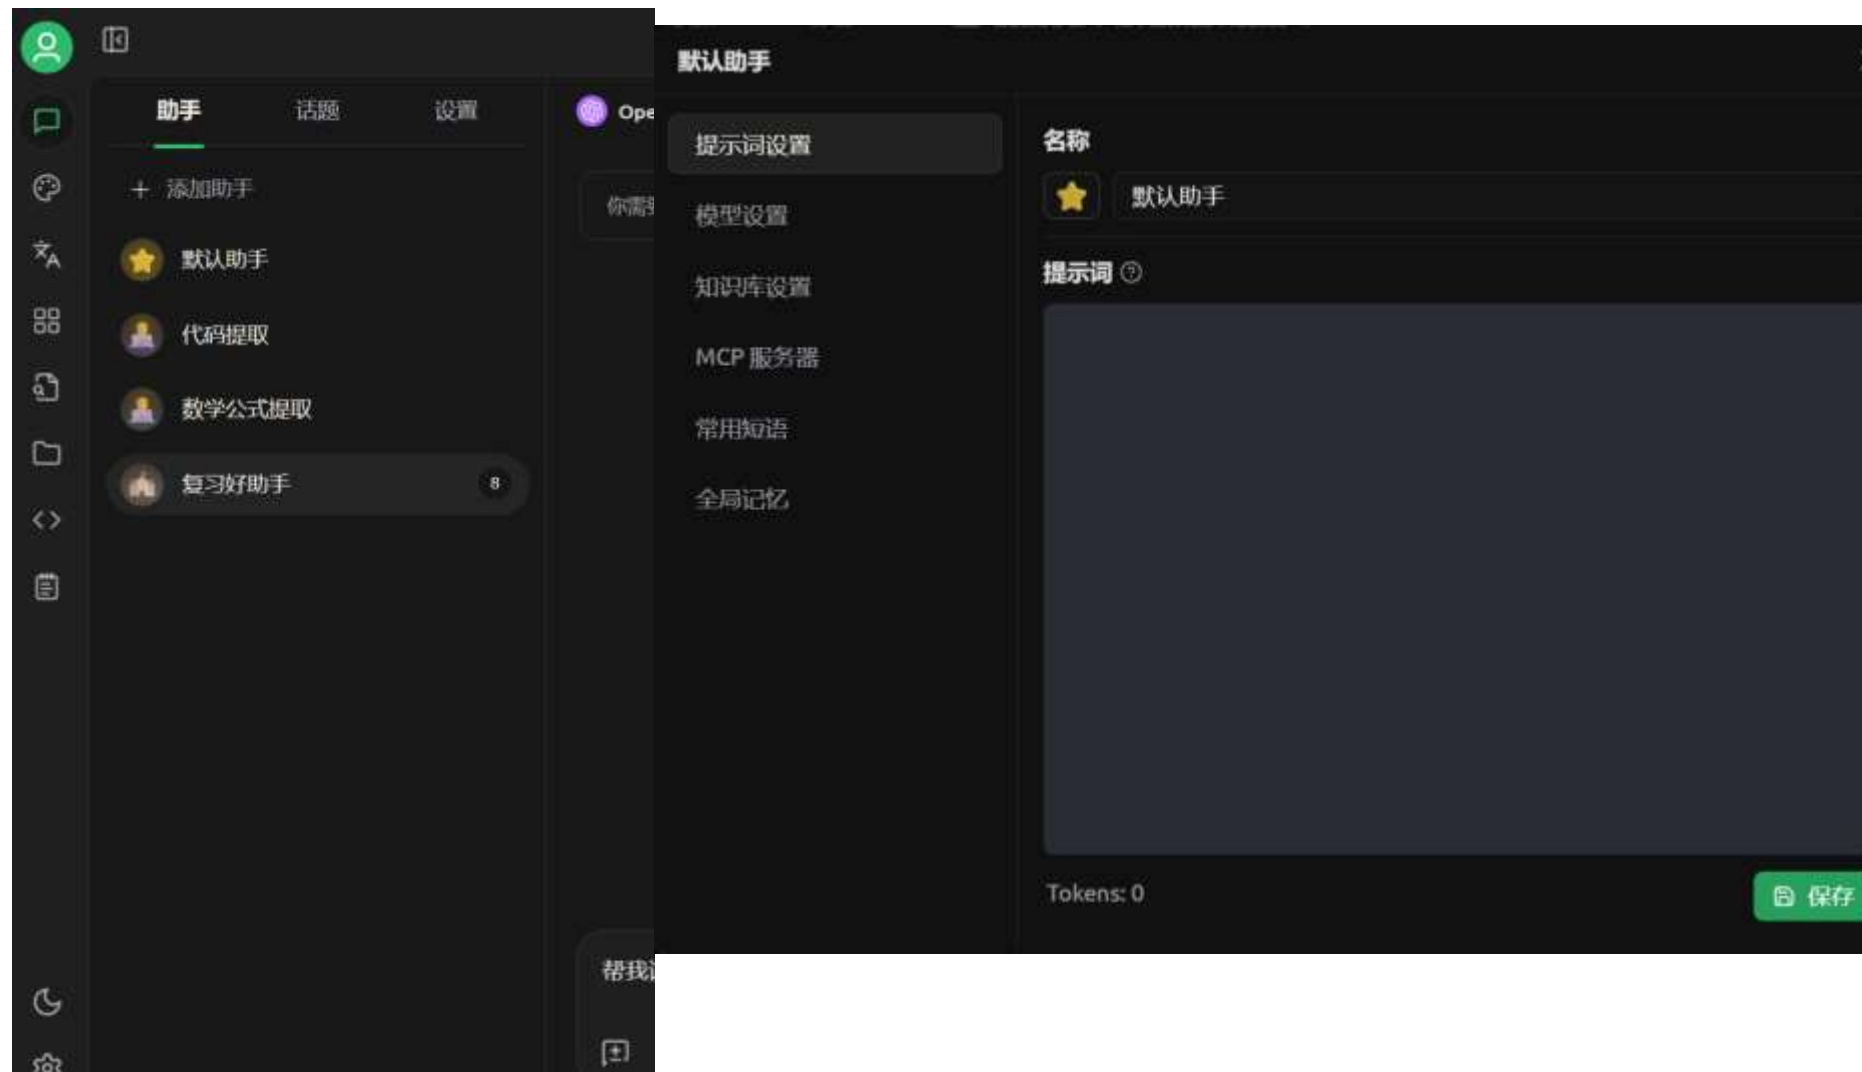 助手
话题
设置
添加助手
默认助手
代码提取
数学公式提取
复习好助手
8
Ope
你需
帮我
默认助手
提示词设置
模型设置
知识库设置
MCP 服务器
常用短语
全局记忆
名称
默认助手
提示词
Tokens: 0
保存